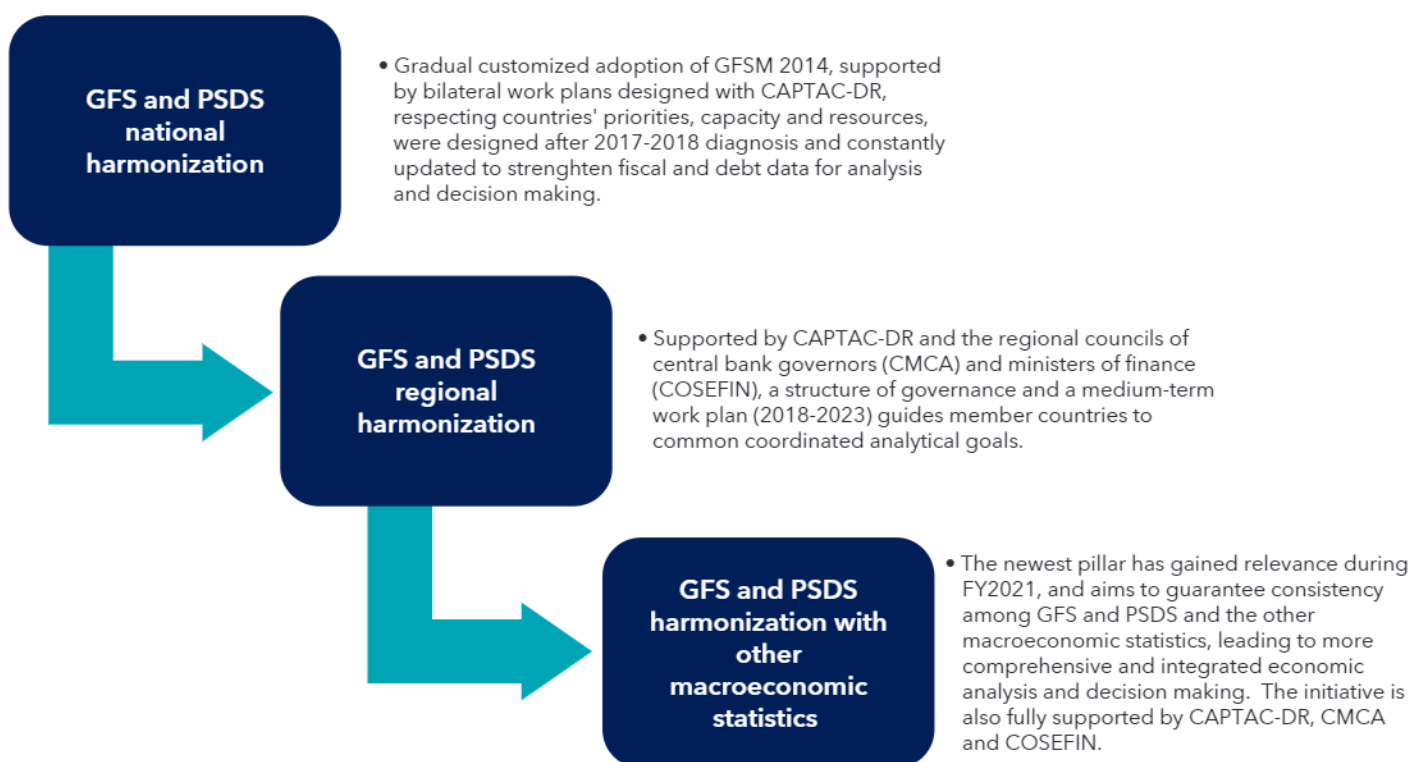 GFS and PSDS
national
harmonization
• Gradual customized adoption of GFSM 2014, supported
by bilateral work plans designed with CAPTAC-DR,
respecting countries' priorities, capacity and resources,
were designed after 2017-2018 diagnosis and constantly
updated to strenghten fiscal and debt data for analysis
and decision making.
GFS and PSDS
regional
harmonization
• Supported by CAPTAC-DR and the regional councils of
central bank governors (CMCA) and ministers of finance
(COSEFIN), a structure of governance and a medium-term
work plan (2018-2023) guides member countries to
common coordinated analytical goals.
GFS and PSDS
harmonization with
other
macroeconomic
statistics
• The newest pillar has gained relevance during
FY2021, and aims to guarantee consistency
among GFS and PSDS and the other
macroeconomic statistics, leading to more
comprehensive and integrated economic
analysis and decision making.  The initiative is
also fully supported by CAPTAC-DR, CMCA
and COSEFIN.